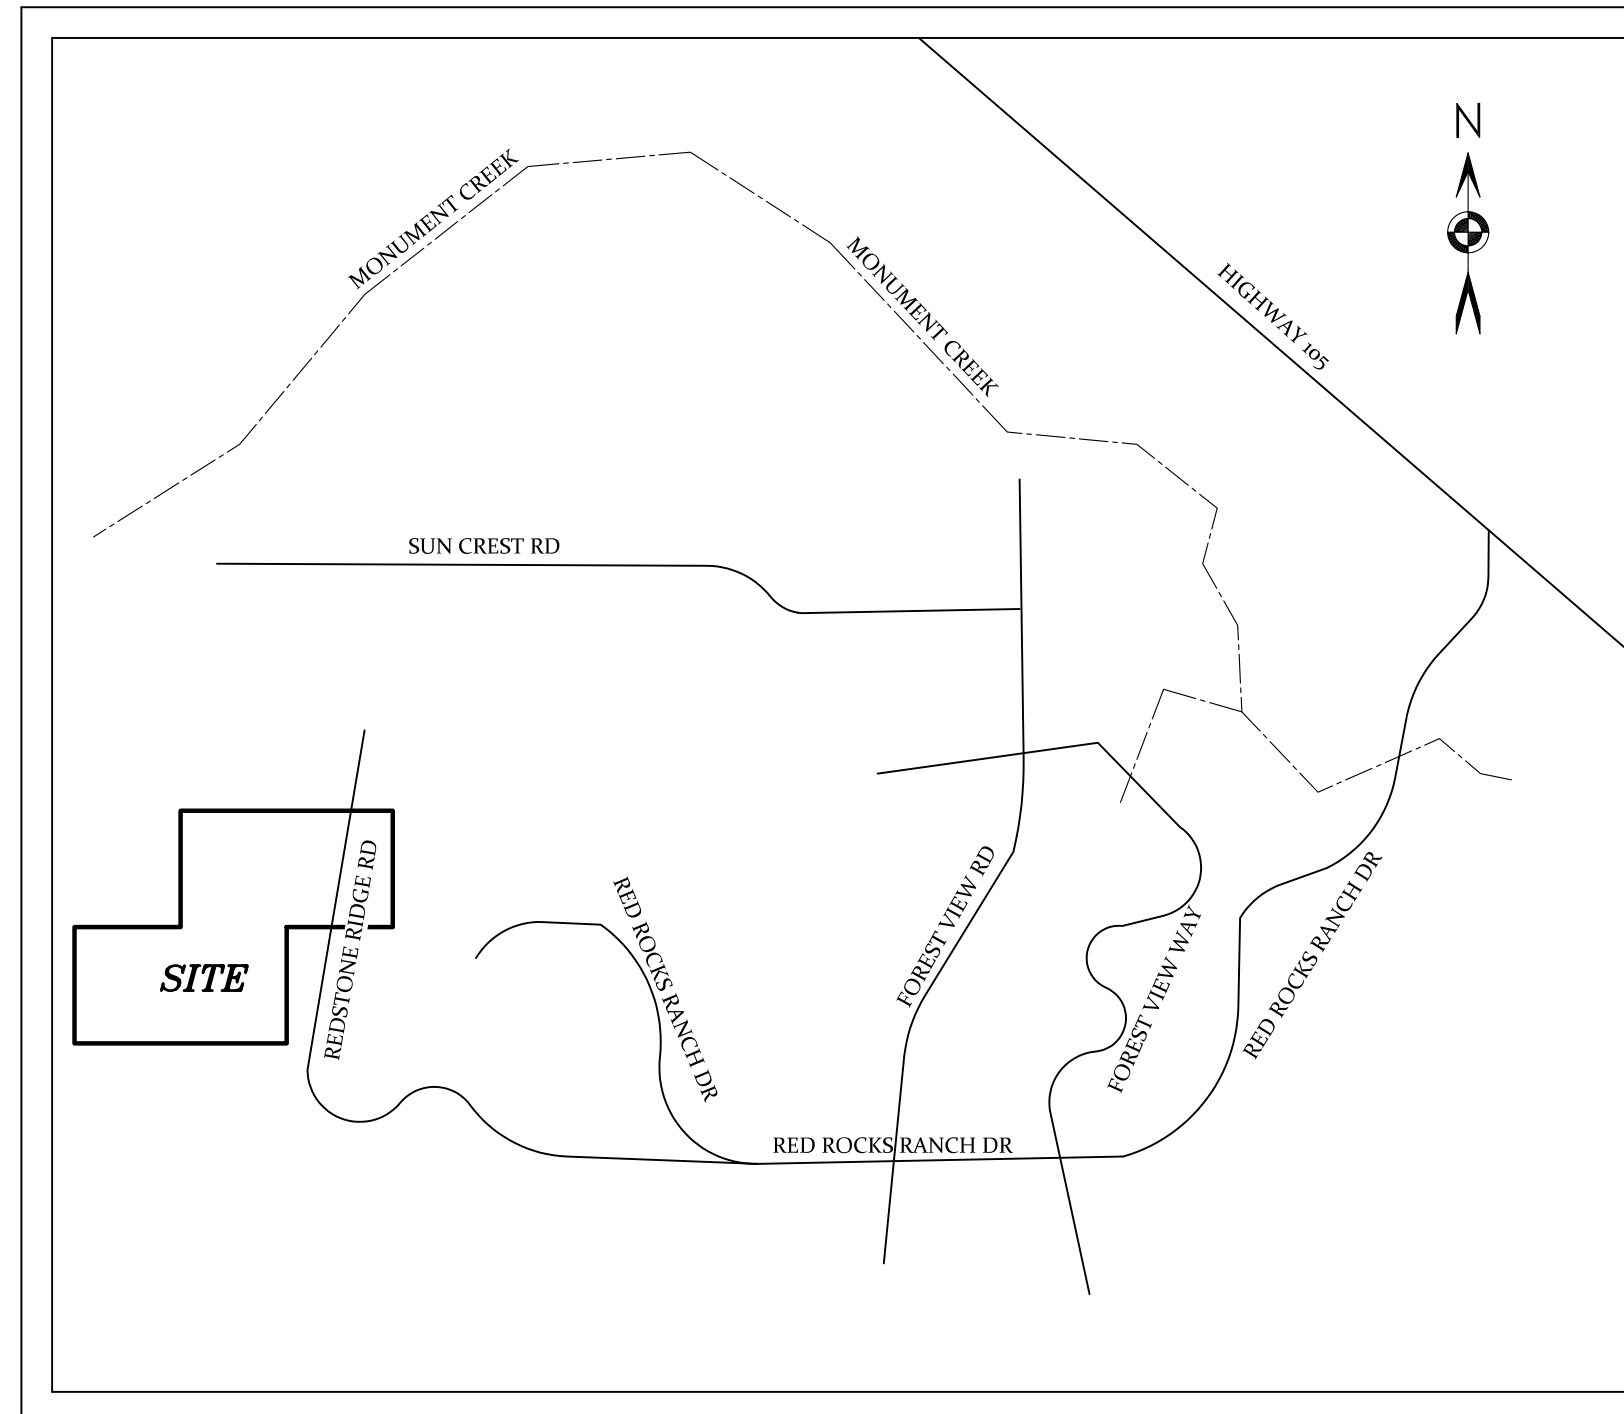 N
MONUMENT CREEK
MONUMENT CREEK
HIGHWAY 105
SUN CREST RD
REDSTONE RIDGE RD
SITE
RED ROCKS RANCH DR
FOREST VIEW RD
FOREST VIEW WAY
RED ROCKS RANCH DR
RED ROCKS RANCH DR